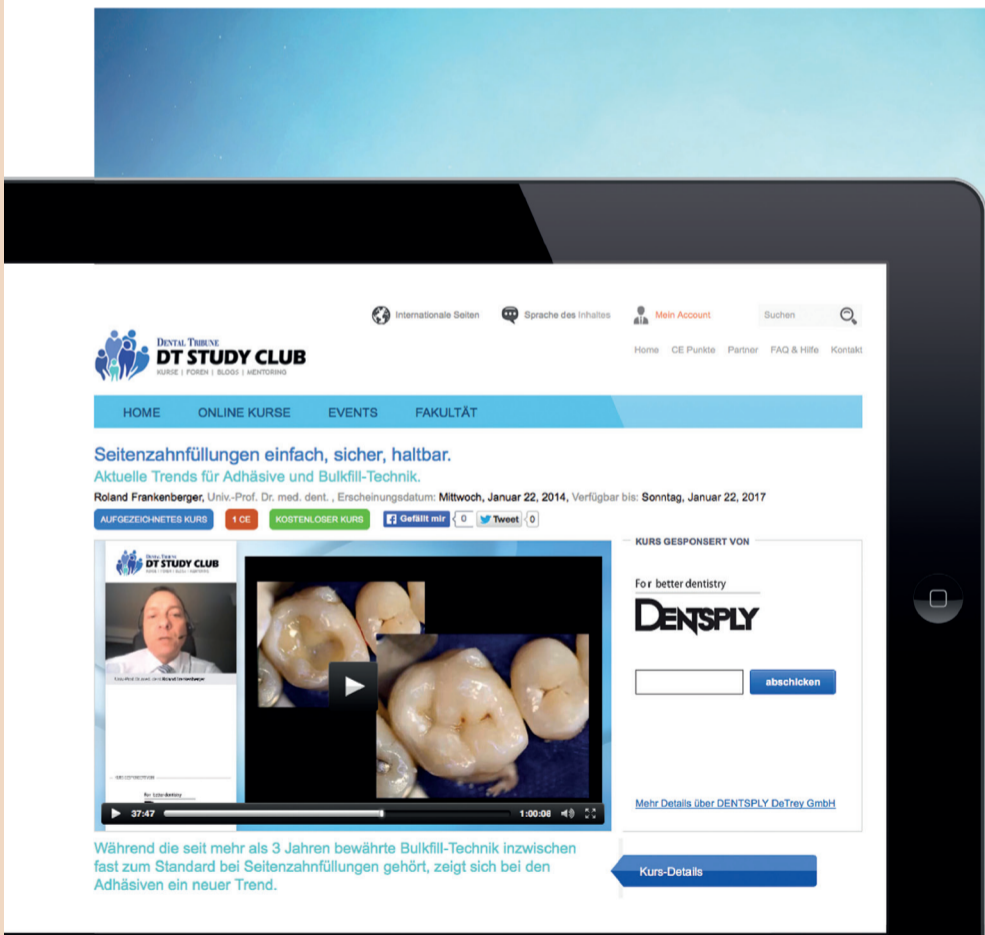 Internationale Seiten
Sprache des Inhaltes
Mein Account
Suchen
DENTAL TRIBUNE
DT STUDY CLUB
KURSE | FOREN | BLOGS | MENTORING
Home CE Punkte Partner FAQ & Hilfe Kontakt
HOME ONLINE KURSE EVENTS FAKULTÄT
Seitenzahnfüllungen einfach, sicher, haltbar.
Aktuelle Trends für Adhäsive und Bulkfill-Technik.
Roland Frankenberger, Univ.-Prof. Dr. med. dent. , Erscheinungsdatum: Mittwoch, Januar 22, 2014, Verfügbar bis: Sonntag, Januar 22, 2017
AUFGEZEICHNETES KURS 1 CE KOSTENLOSER KURS Gefällt mir 0 Tweet 0
DENTAL TRIBUNE
DT STUDY CLUB
For better dentistry
37:47 1:00:06
KURS GESPONSERT VON
For better dentistry
DENTSPLY
abschicken
Mehr Details über DENTSPLY DeTrey GmbH
Während die seit mehr als 3 Jahren bewährte Bulkfill-Technik inzwischen
fast zum Standard bei Seitenzahnfüllungen gehört, zeigt sich bei den
Adhäsiven ein neuer Trend.
Kurs-Details